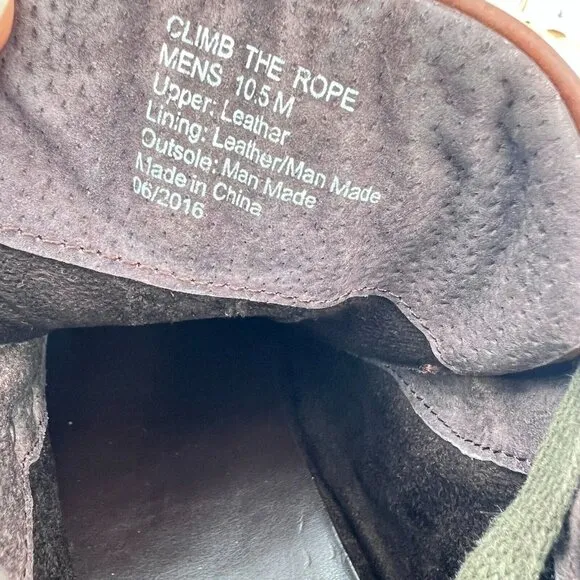 CLIMB THE ROPE
MENS 10.5 M
Upper: Leather
Lining: Leather/Man Made
Outsole: Man Made
Made in China
06/2016